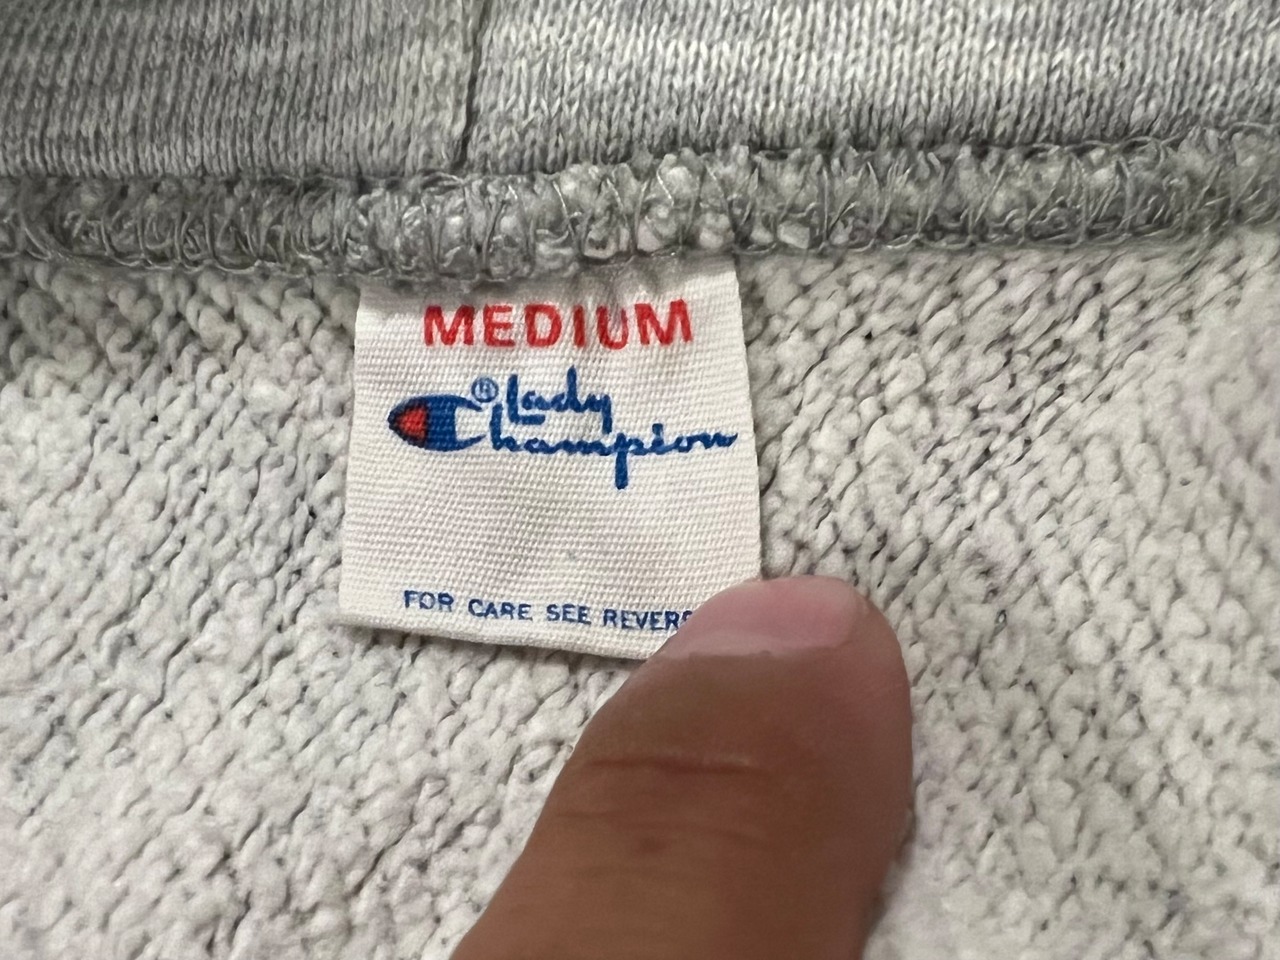 MEDIUM
® Lady
Champion
FOR CARE SEE REVERS